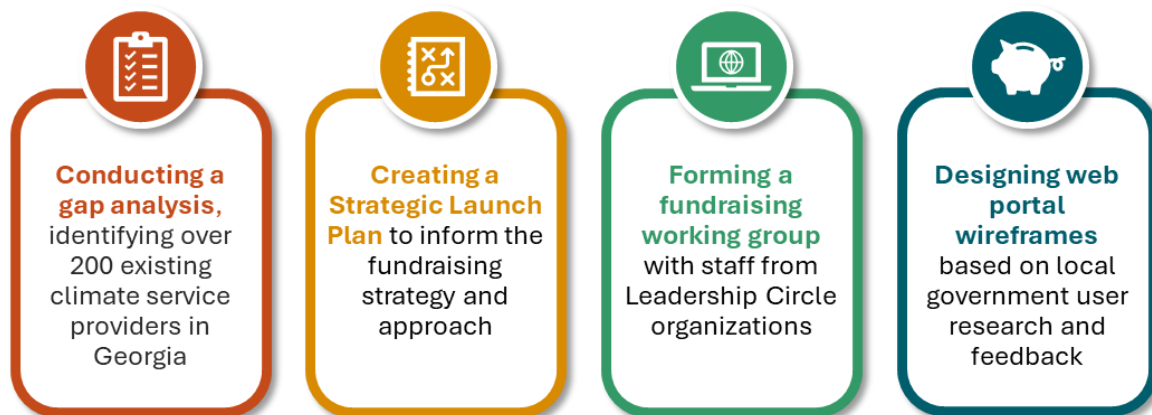 Conducting a
gap analysis,
identifying over
200 existing
climate service
providers in
Georgia
Creating a
Strategic Launch
Plan to inform the
fundraising
strategy and
approach
Forming a
fundraising
working group
with staff from
Leadership Circle
organizations
Designing web
portal
wireframes
based on local
government user
research and
feedback